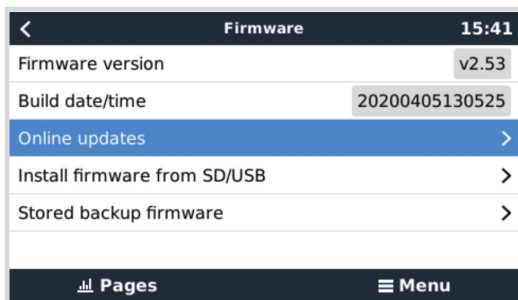 Firmware 15:41
Firmware version v2.53
Build date/time 20200405130525
Online updates
Install firmware from SD/USB
Stored backup firmware
Pages Menu